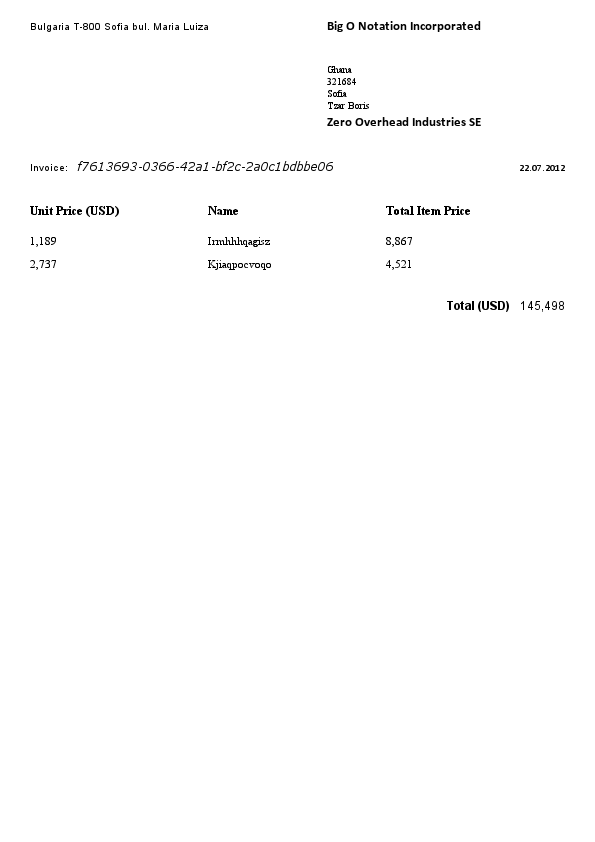 Bulgaria T-800 Sofia bul. Maria Luiza
Big O Notation Incorporated
Ghana
321684
Sofia
Tzar Boris
Zero Overhead Industries SE
Invoice: f7613693-0366-42a1-bf2c-2a0c1bdbbe06 22.07.2012
Unit Price (USD) Name Total Item Price
1,189 Irmhhhqagisz 8,867
2,737 Kjiaqpocvoqo 4,521
Total (USD) 145,498